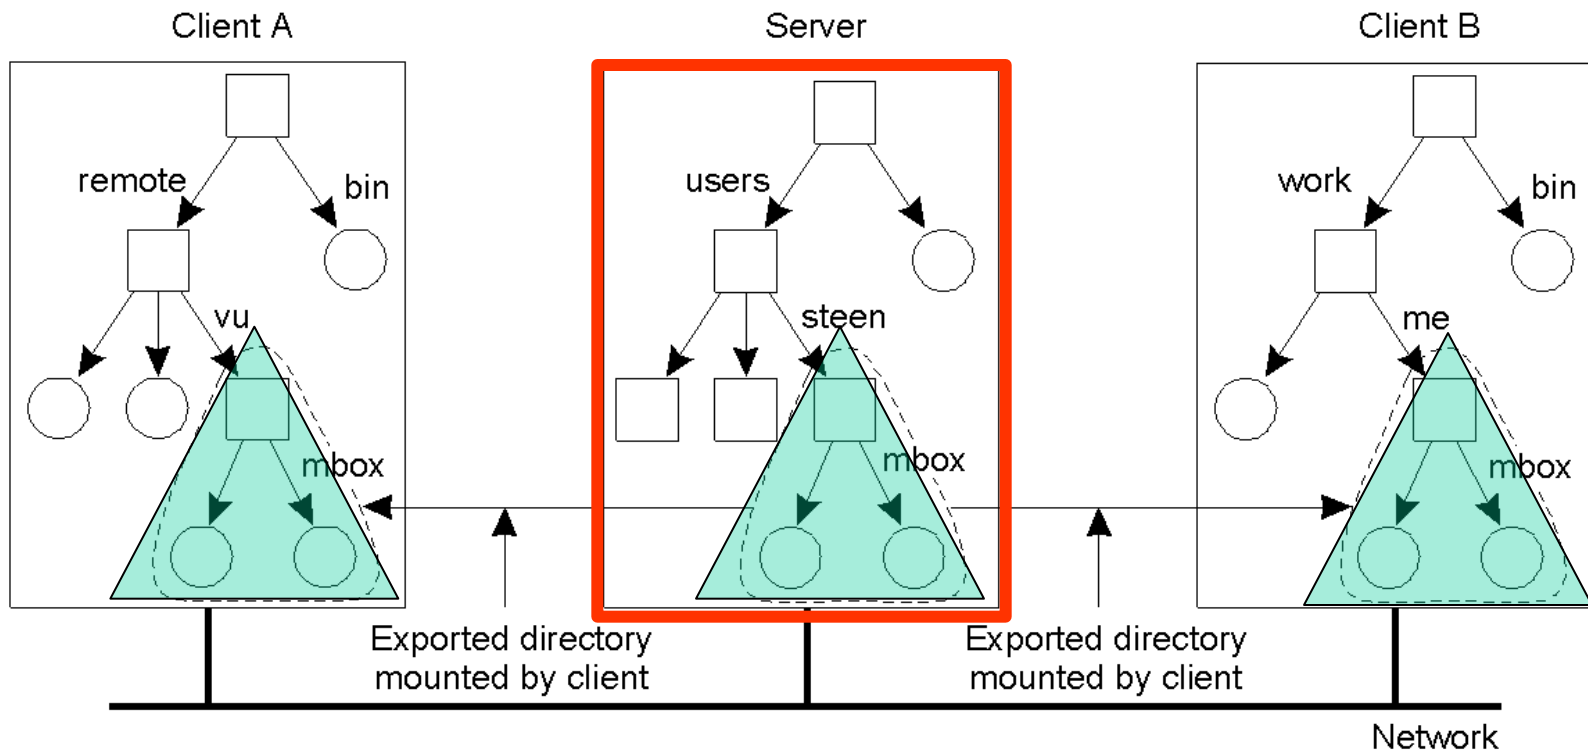 Client A
Server
Client B
remote
bin
users
work
bin
vu
steen
me
mbox
mbox
mbox
Exported directory
mounted by client
Exported directory
mounted by client
Network